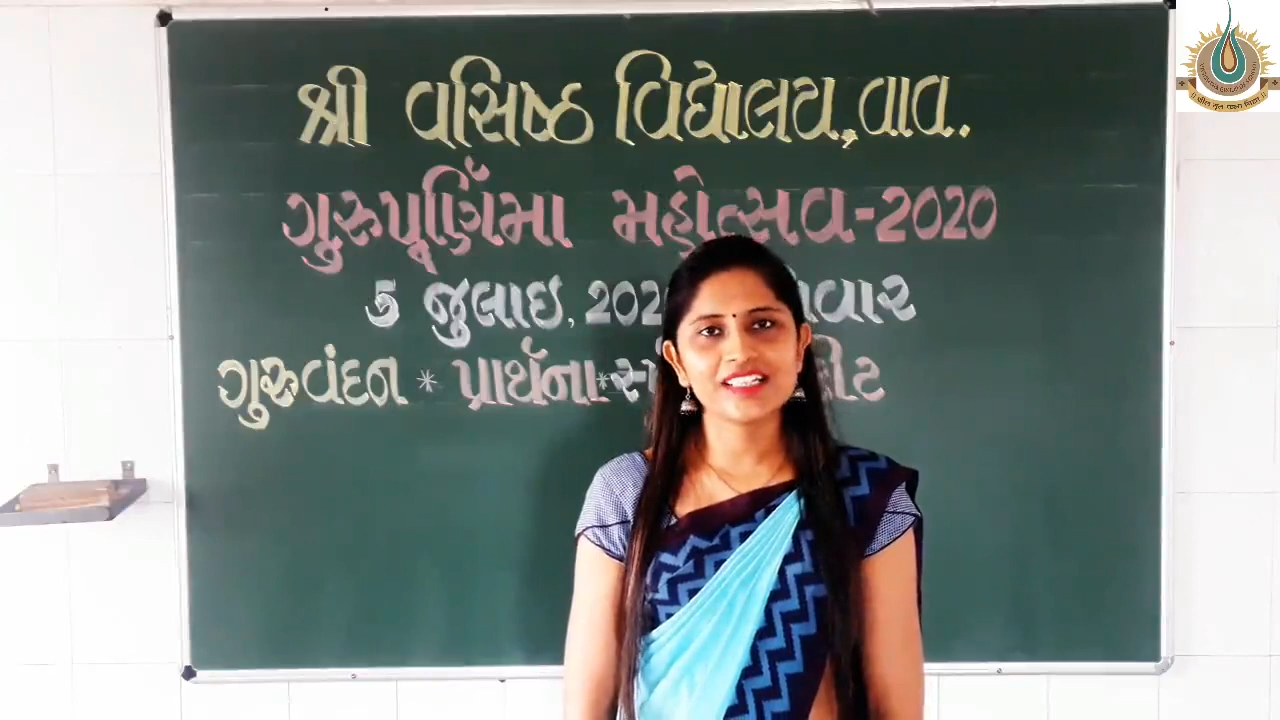 શ્રી વસિષ્ઠ વિદ્યાલય, વાવ.
ગુરુપૂર્ણિમા મહોત્સવ-2020
5 જુલાઇ, 202
ગુરુવંદન * પ્રાર્થના *